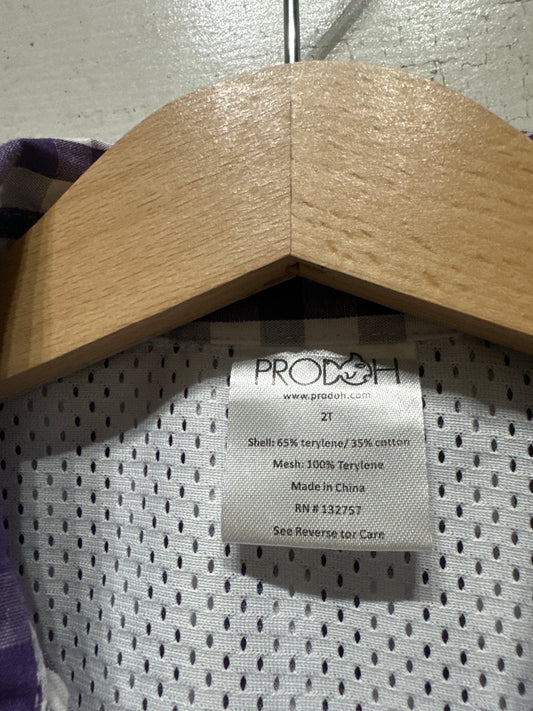 PRODOH
www.prodoh.com
2T
Shell: 65% terylene/ 35% cotton
Mesh: 100% Terylene
Made in China
RN # 132757
See Reverse tor Care